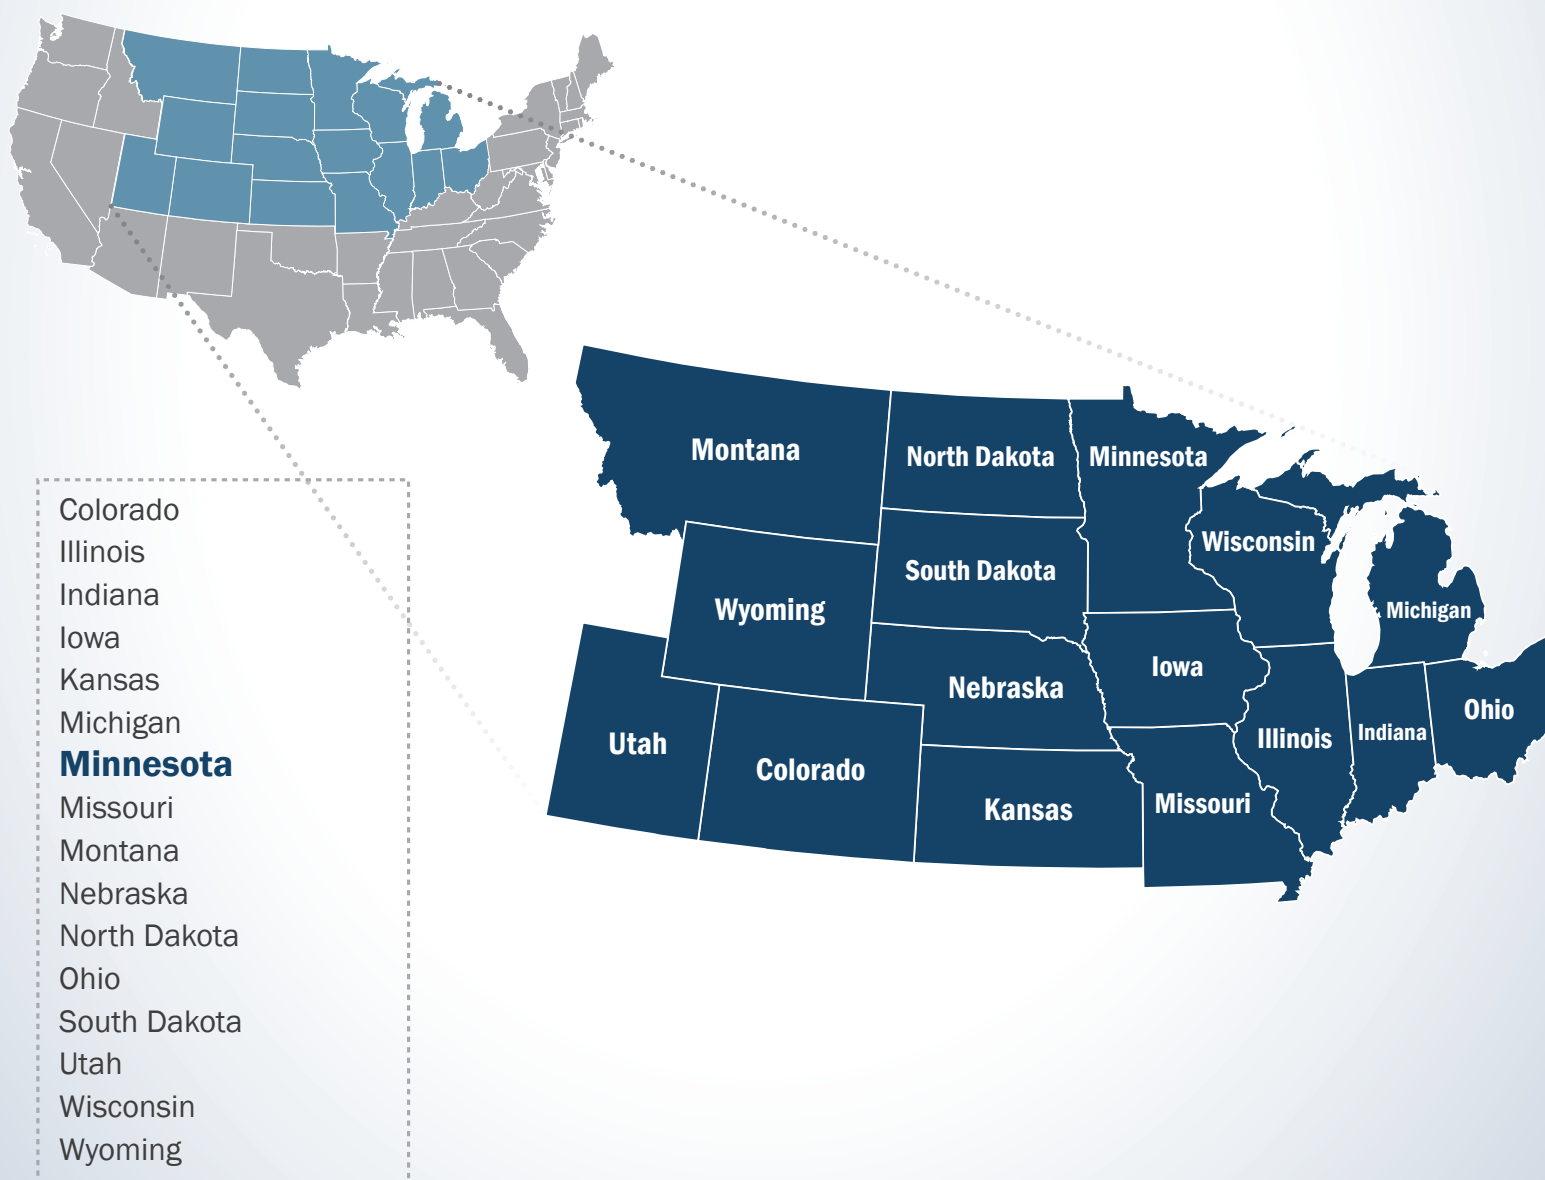 Montana
North Dakota
Minnesota
Wisconsin
South Dakota
Wyoming
Michigan
Iowa
Nebraska
Ohio
Utah
Illinois
Indiana
Colorado
Kansas
Missouri
Colorado
Illinois
Indiana
Iowa
Kansas
Michigan
Minnesota
Missouri
Montana
Nebraska
North Dakota
Ohio
South Dakota
Utah
Wisconsin
Wyoming